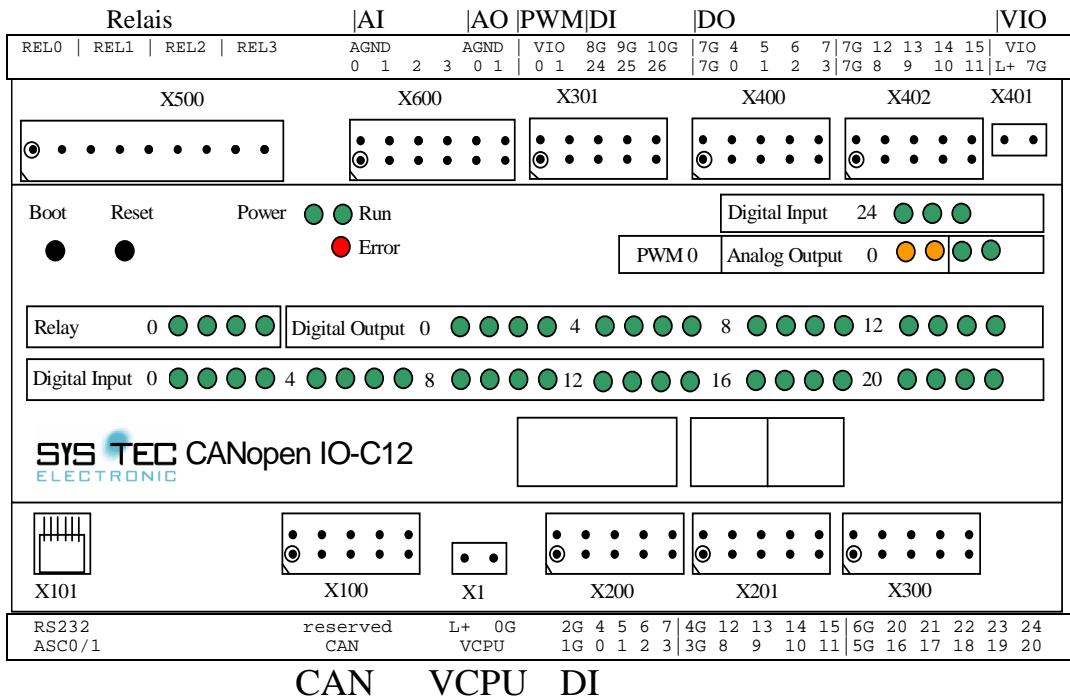 Relais |AI |AO |PWM|DI |DO |VIO
REL0 | REL1 | REL2 | REL3 AGND AGND | VIO 8G 9G 10G |7G 4 5 6 7|7G 12 13 14 15| VIO
0 1 2 3 0 1 | 0 1 24 25 26 |7G 0 1 2 3|7G 8 9 10 11|L+ 7G
X500 X600 X301 X400 X402 X401
Boot Reset Power Run Digital Input 24
Error PWM 0 Analog Output 0
Relay 0 Digital Output 0 4 8 12
Digital Input 0 4 8 12 16 20
SYS TEC CANopen IO-C12
ELECTRONIC
X101 X100 X1 X200 X201 X300
RS232 reserved L+ 0G 2G 4 5 6 7|4G 12 13 14 15|6G 20 21 22 23 24
ASC0/1 CAN VCPU 1G 0 1 2 3|3G 8 9 10 11|5G 16 17 18 19 20
CAN VCPU DI